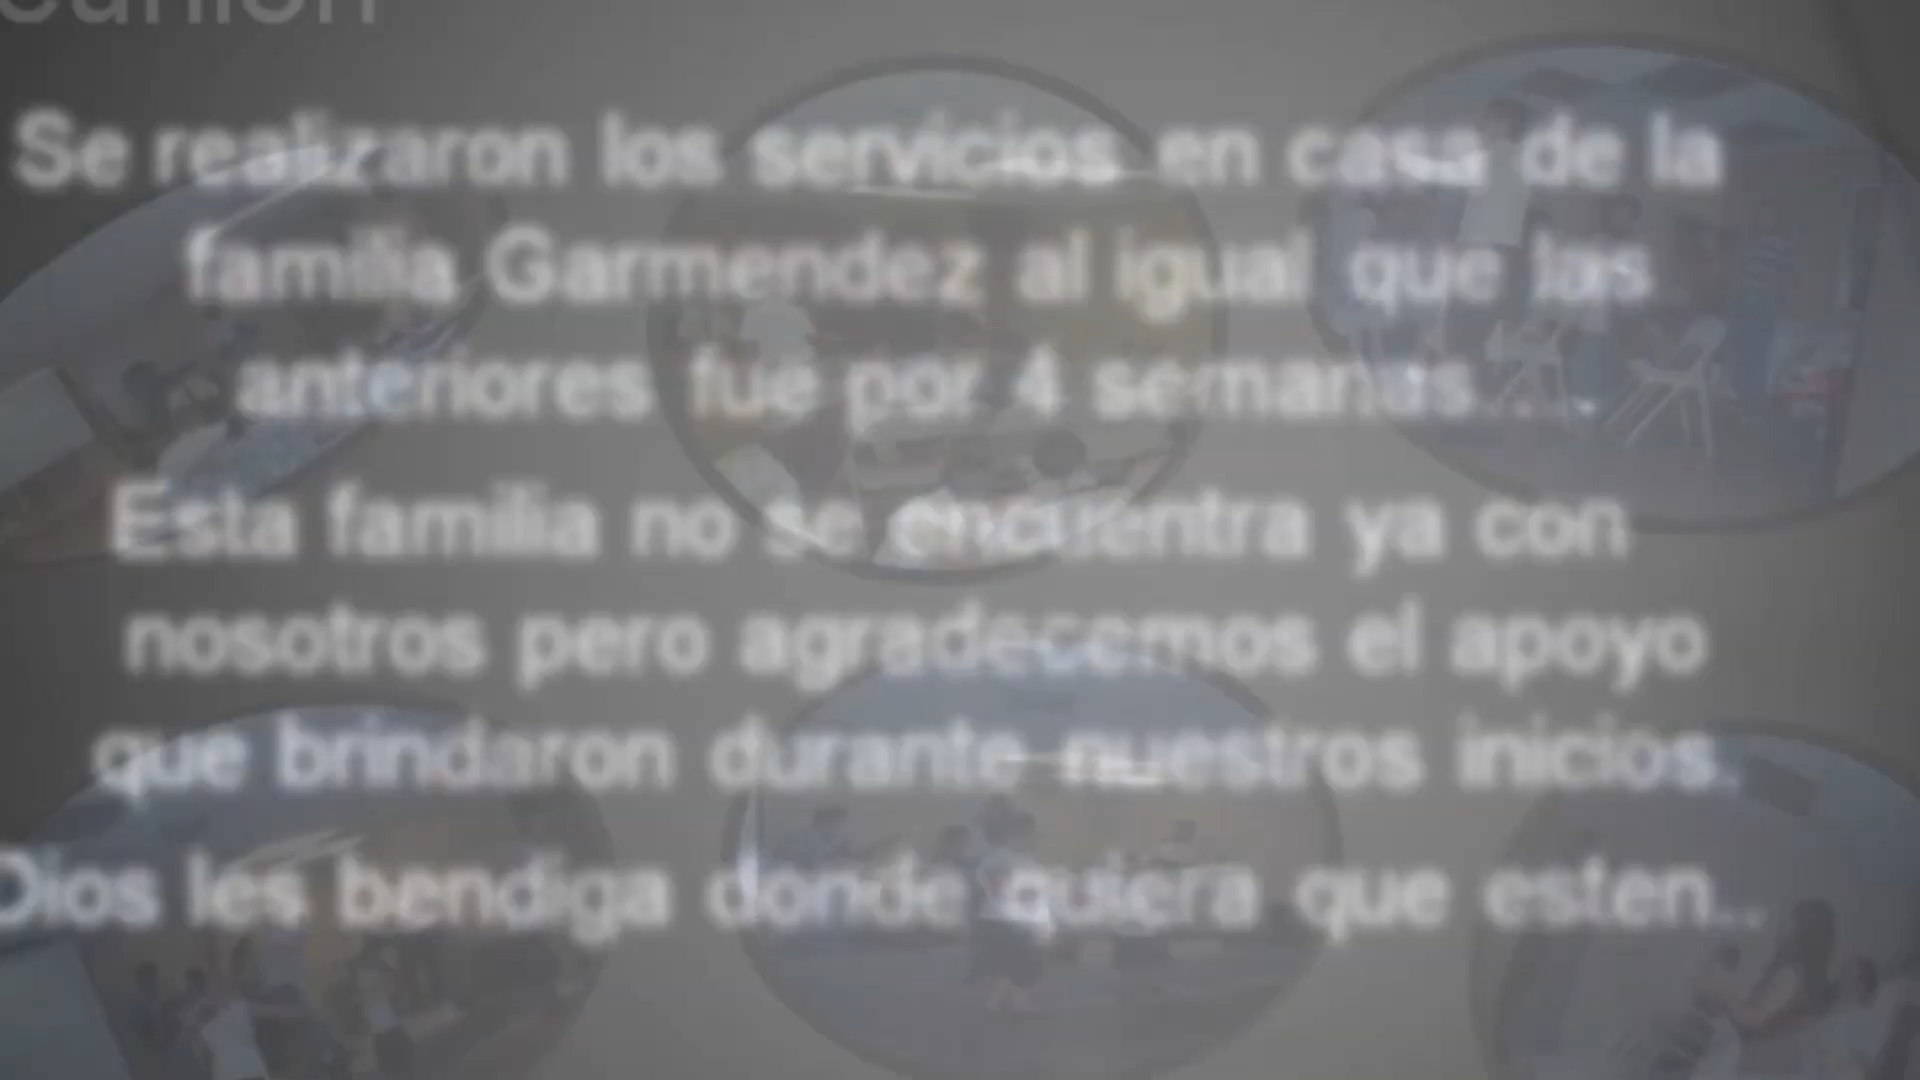 Se realizaron los servicios en casa de la
familia Garmendez al igual que las
anteriores fue por 4 semanas.....
Esta familia no se encuentra ya con
nosotros pero agradecemos el apoyo
que brindaron durante nuestros inicios.
Dios les bendiga donde quiera que esten..